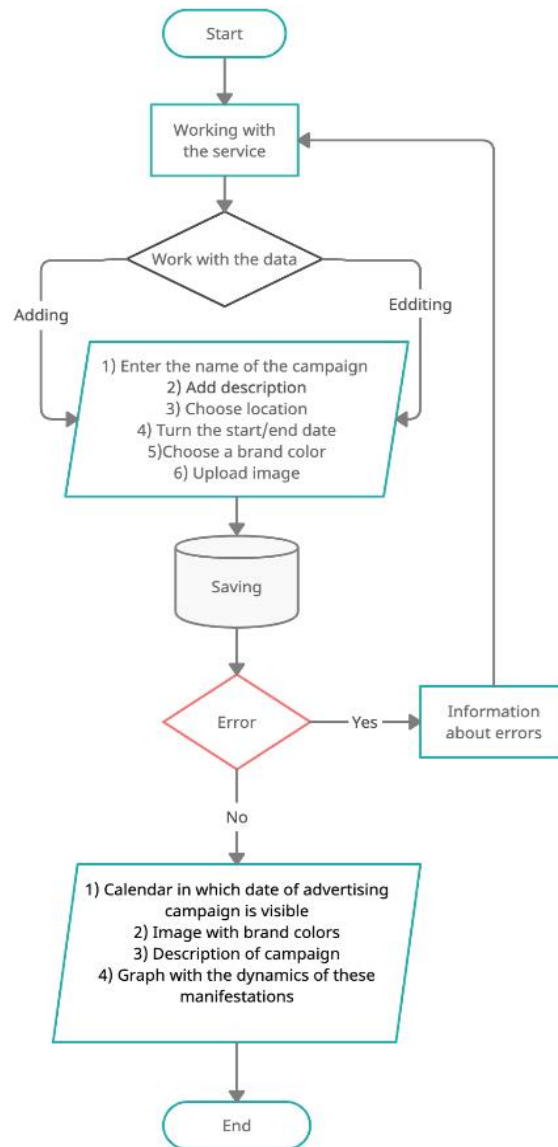 Start
Working with
the service
Work with the data
Adding
Edditing
1) Enter the name of the campaign
2) Add description
3) Choose location
4) Turn the start/end date
5)Choose a brand color
6) Upload image
Saving
Error
Yes
Information
about errors
No
1) Calendar in which date of advertising
campaign is visible
2) Image with brand colors
3) Description of campaign
4) Graph with the dynamics of these
manifestations
End